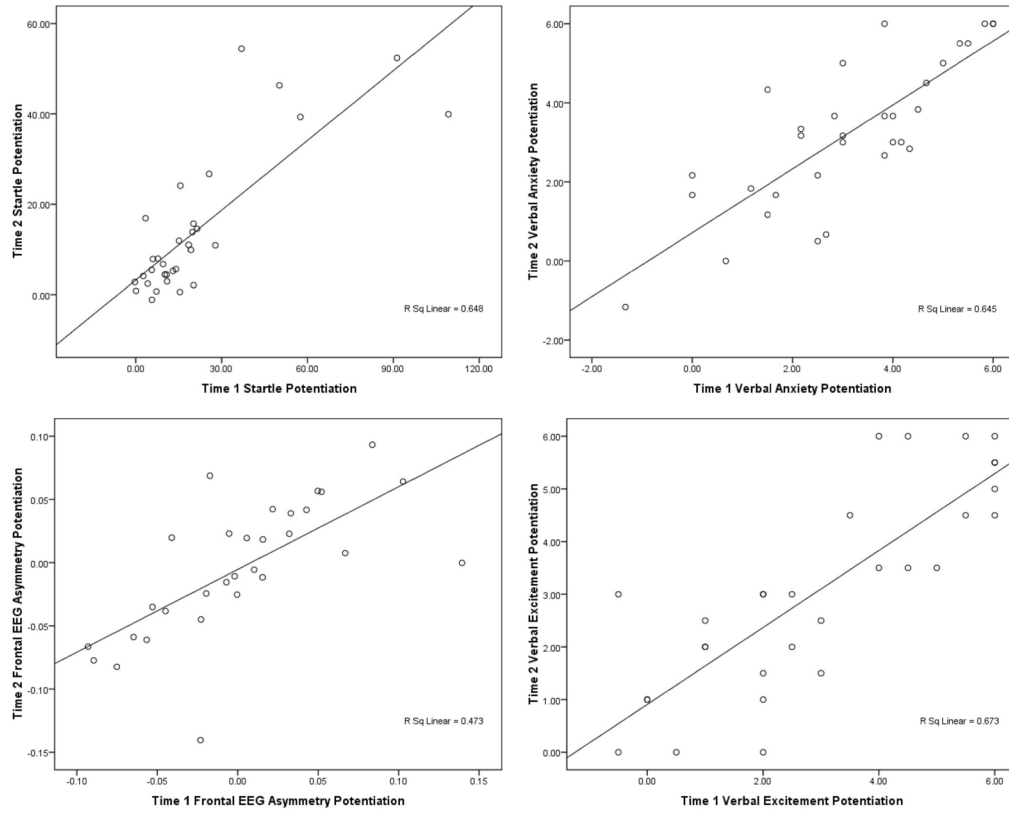 60.00
40.00
20.00
0.00
Time 2 Startle Potentiation
R Sq Linear = 0.648
0.00 30.00 60.00 90.00 120.00
Time 1 Startle Potentiation
6.00
4.00
2.00
0.00
-2.00
Time 2 Verbal Anxiety Potentiation
R Sq Linear = 0.645
-2.00 0.00 2.00 4.00 6.00
Time 1 Verbal Anxiety Potentiation
0.10
0.05
0.00
-0.05
-0.10
-0.15
Time 2 Frontal EEG Asymmetry Potentiation
R Sq Linear = 0.473
-0.10 -0.05 0.00 0.05 0.10 0.15
Time 1 Frontal EEG Asymmetry Potentiation
6.00
5.00
4.00
3.00
2.00
1.00
0.00
Time 2 Verbal Excitement Potentiation
R Sq Linear = 0.673
0.00 2.00 4.00 6.00
Time 1 Verbal Excitement Potentiation